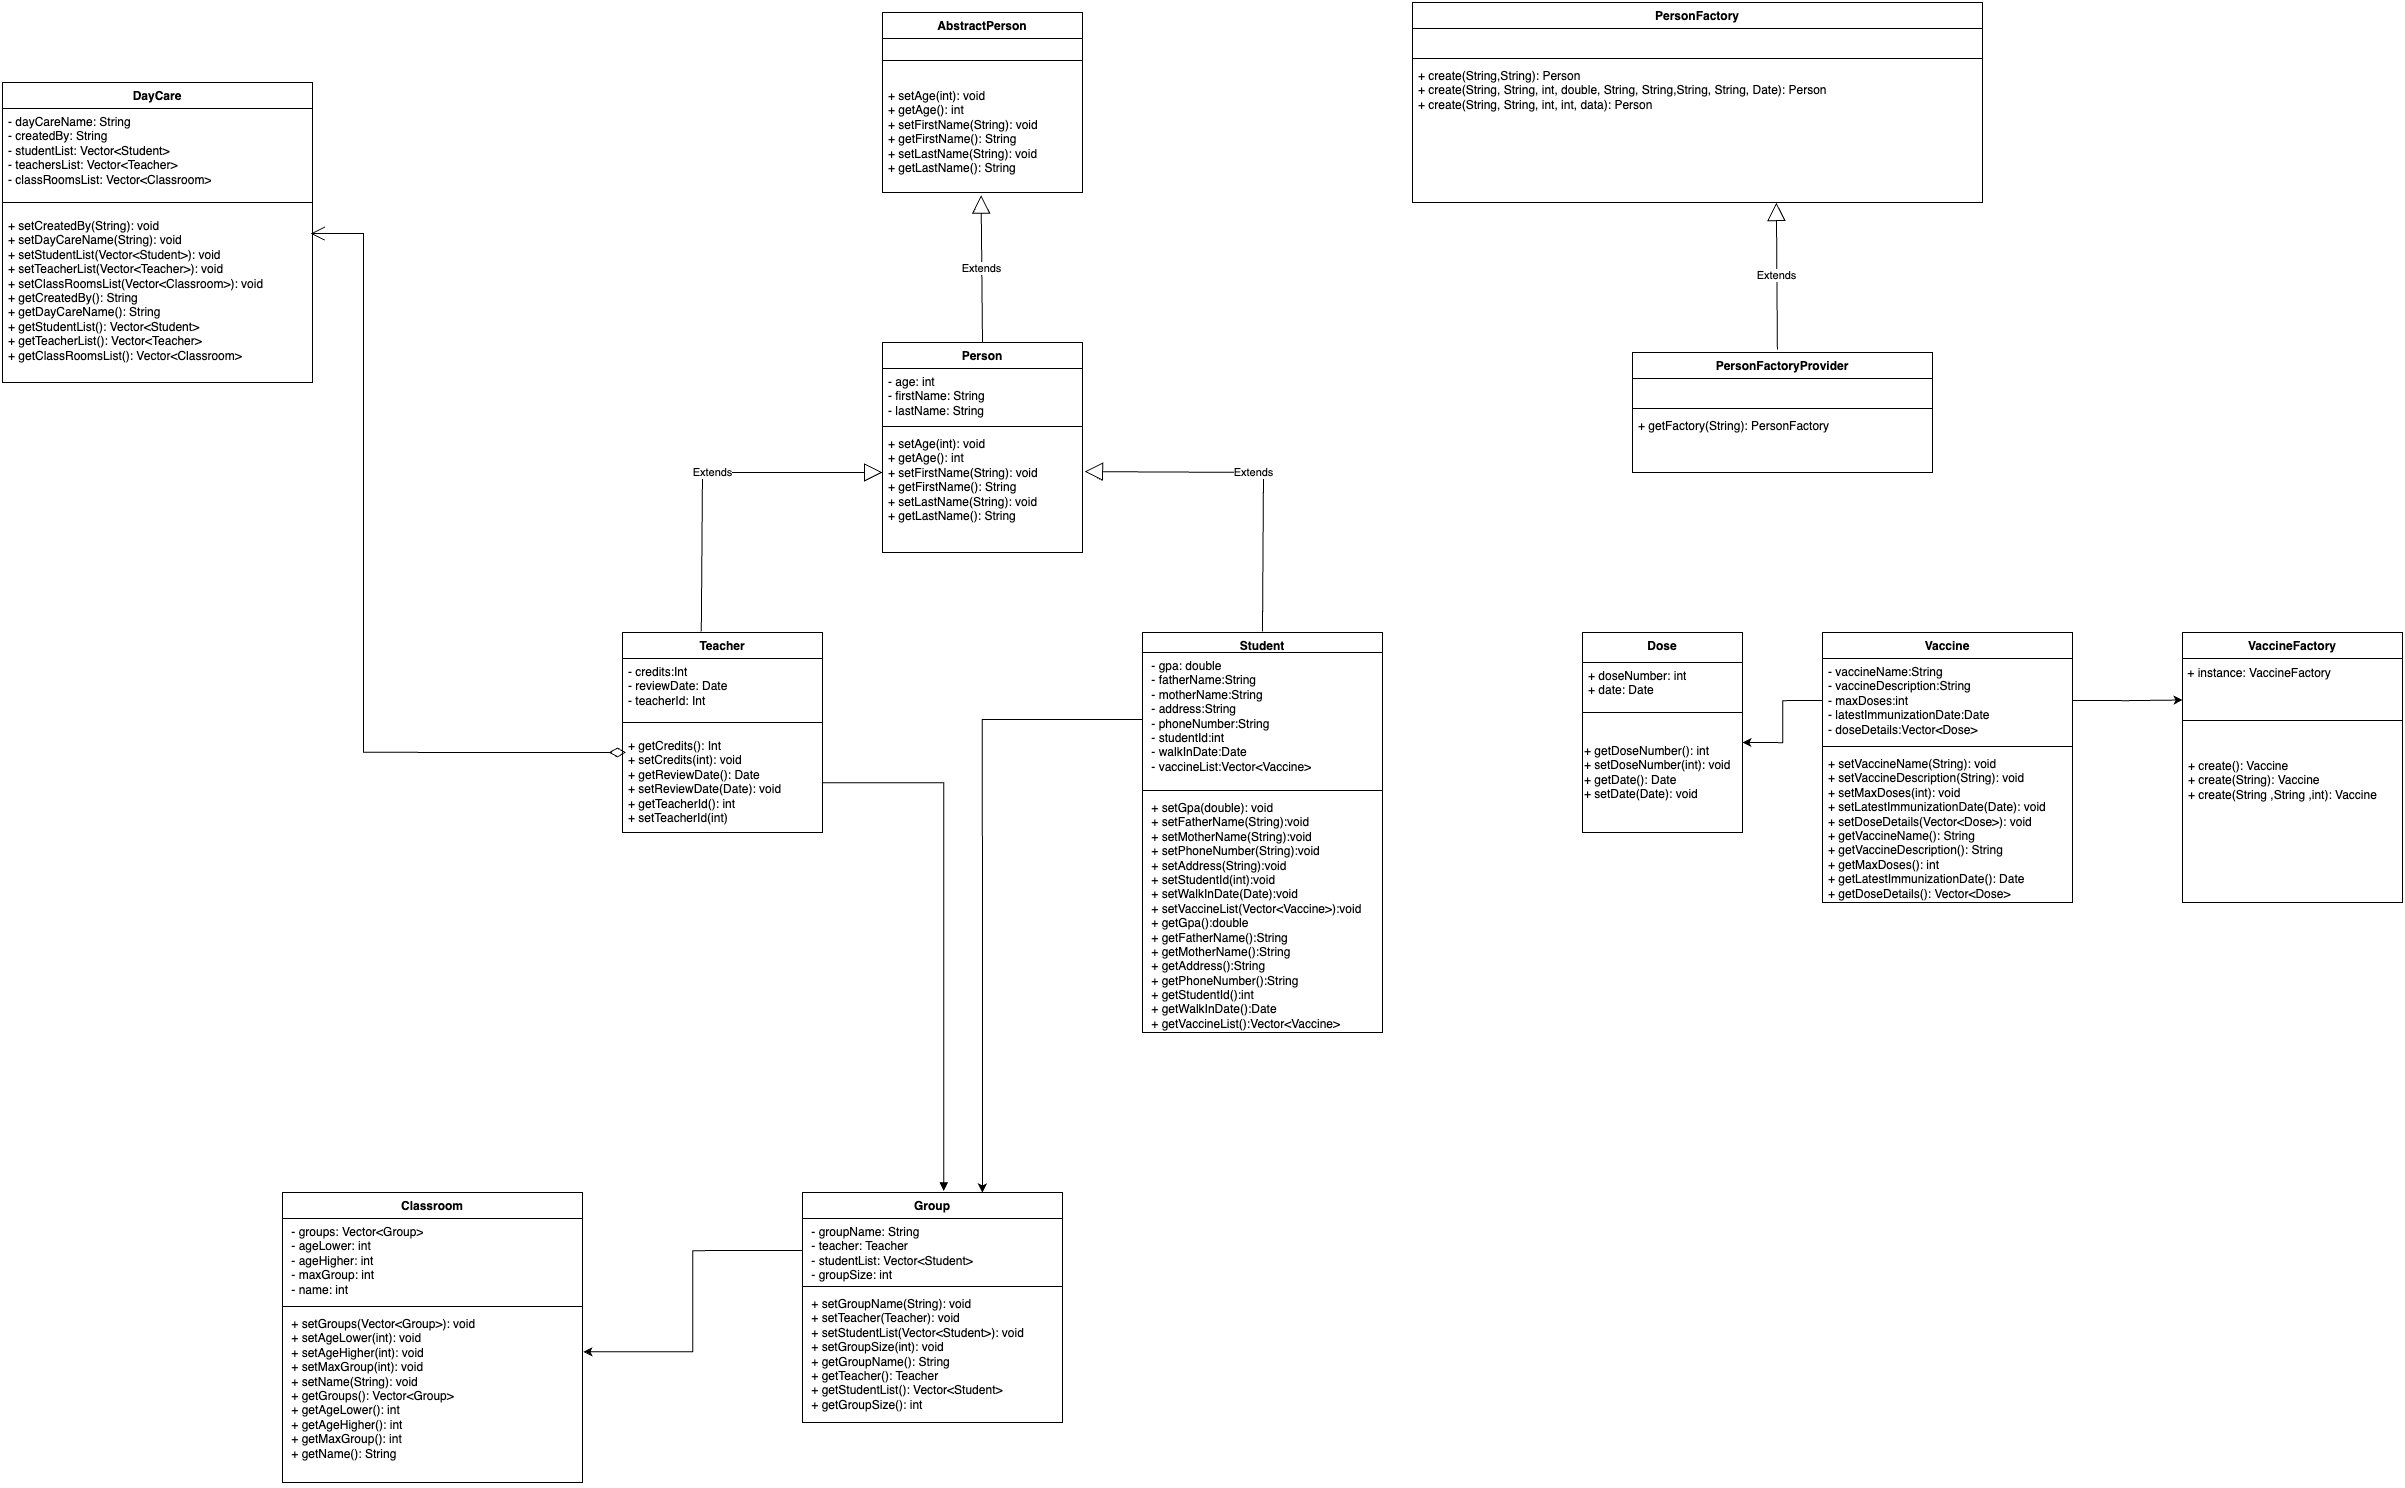 AbstractPerson
+ setAge(int): void
+ getAge(): int
+ setFirstName(String): void
+ getFirstName(): String
+ setLastName(String): void
+ getLastName(): String
PersonFactory
+ create(String,String): Person
+ create(String, String, int, double, String, String,String, String, Date): Person
+ create(String, String, int, int, data): Person
DayCare
- dayCareName: String
- createdBy: String
- studentList: Vector<Student>
- teachersList: Vector<Teacher>
- classRoomsList: Vector<Classroom>
+ setCreatedBy(String): void
+ setDayCareName(String): void
+ setStudentList(Vector<Student>): void
+ setTeacherList(Vector<Teacher>): void
+ setClassRoomsList(Vector<Classroom>): void
+ getCreatedBy(): String
+ getDayCareName(): String
+ getStudentList(): Vector<Student>
+ getTeacherList(): Vector<Teacher>
+ getClassRoomsList(): Vector<Classroom>
Extends
Extends
Person
- age: int
- firstName: String
- lastName: String
+ setAge(int): void
+ getAge(): int
+ setFirstName(String): void
+ getFirstName(): String
+ setLastName(String): void
+ getLastName(): String
PersonFactoryProvider
+ getFactory(String): PersonFactory
Extends
Extends
Teacher
- credits:Int
- reviewDate: Date
- teacherId: Int
+ getCredits(): Int
+ setCredits(int): void
+ getReviewDate(): Date
+ setReviewDate(Date): void
+ getTeacherId(): int
+ setTeacherId(int)
Student
- gpa: double
- fatherName:String
- motherName:String
- address:String
- phoneNumber:String
- studentId:int
- walkInDate:Date
- vaccineList:Vector<Vaccine>
+ setGpa(double): void
+ setFatherName(String):void
+ setMotherName(String):void
+ setPhoneNumber(String):void
+ setAddress(String):void
+ setStudentId(int):void
+ setWalkInDate(Date):void
+ setVaccineList(Vector<Vaccine>):void
+ getGpa():double
+ getFatherName():String
+ getMotherName():String
+ getAddress():String
+ getPhoneNumber():String
+ getStudentId():int
+ getWalkInDate():Date
+ getVaccineList():Vector<Vaccine>
Dose
+ doseNumber: int
+ date: Date
+ getDoseNumber(): int
+ setDoseNumber(int): void
+ getDate(): Date
+ setDate(Date): void
Vaccine
- vaccineName:String
- vaccineDescription:String
- maxDoses:int
- latestImmunizationDate:Date
- doseDetails:Vector<Dose>
+ setVaccineName(String): void
+ setVaccineDescription(String): void
+ setMaxDoses(int): void
+ setLatestImmunizationDate(Date): void
+ setDoseDetails(Vector<Dose>): void
+ getVaccineName(): String
+ getVaccineDescription(): String
+ getMaxDoses(): int
+ getLatestImmunizationDate(): Date
+ getDoseDetails(): Vector<Dose>
VaccineFactory
+ instance: VaccineFactory
+ create(): Vaccine
+ create(String): Vaccine
+ create(String ,String ,int): Vaccine
Classroom
- groups: Vector<Group>
- ageLower: int
- ageHigher: int
- maxGroup: int
- name: int
+ setGroups(Vector<Group>): void
+ setAgeLower(int): void
+ setAgeHigher(int): void
+ setMaxGroup(int): void
+ setName(String): void
+ getGroups(): Vector<Group>
+ getAgeLower(): int
+ getAgeHigher(): int
+ getMaxGroup(): int
+ getName(): String
Group
- groupName: String
- teacher: Teacher
- studentList: Vector<Student>
- groupSize: int
+ setGroupName(String): void
+ setTeacher(Teacher): void
+ setStudentList(Vector<Student>): void
+ setGroupSize(int): void
+ getGroupName(): String
+ getTeacher(): Teacher
+ getStudentList(): Vector<Student>
+ getGroupSize(): int